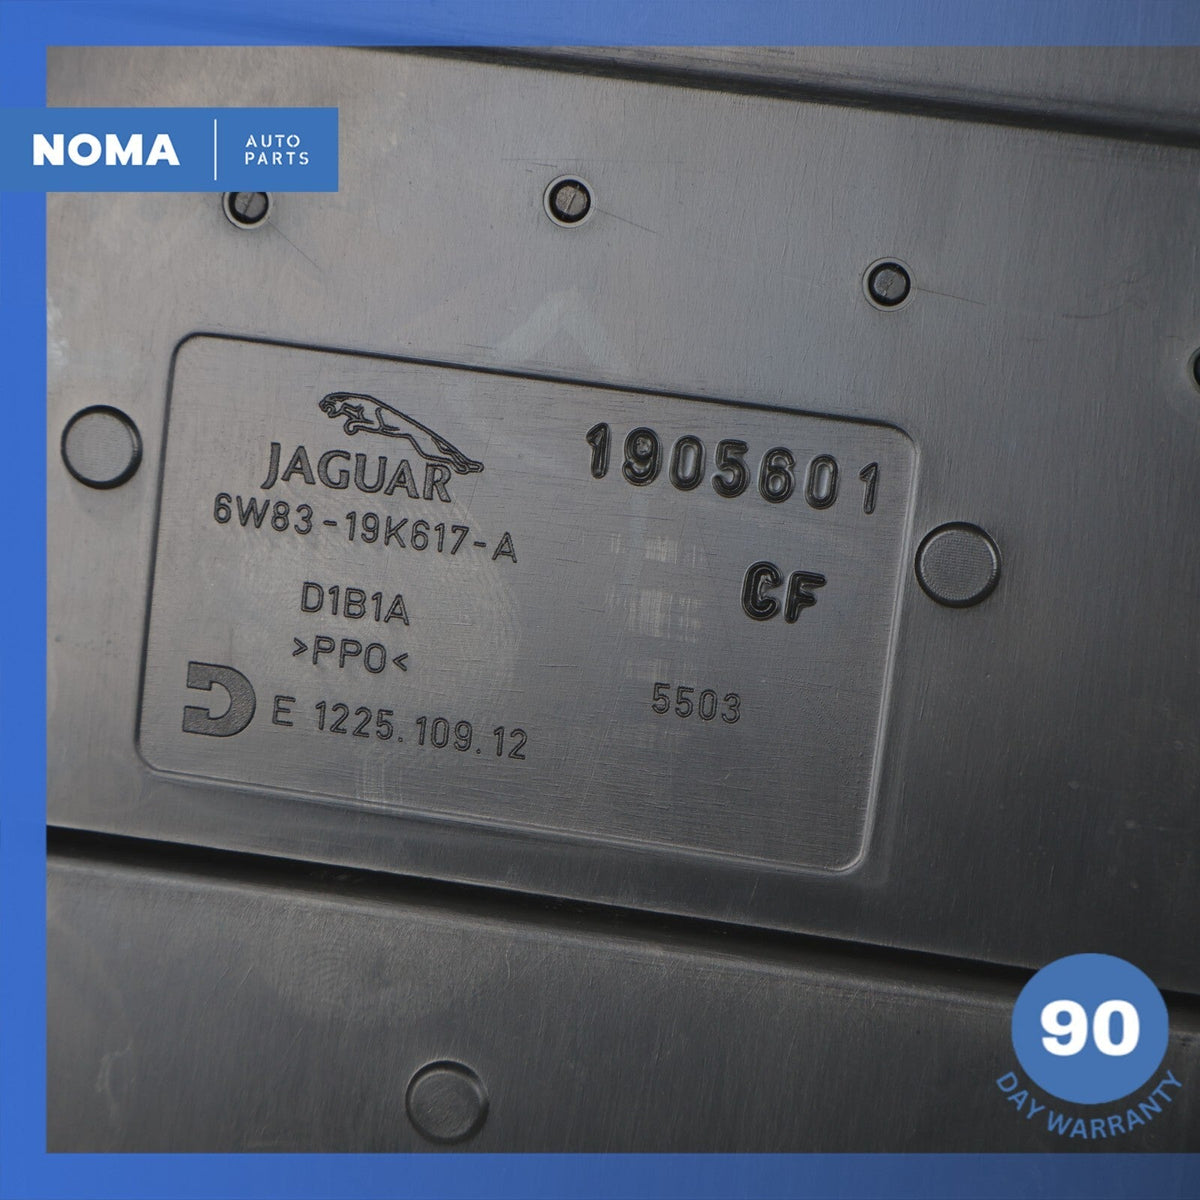 NOMA
AUTO
PARTS
JAGUAR
6W83-19K617-A
D1B1A
>PPO<
D E 1225.109.12
1905601
CF
5503
90
DAY WARRANTY